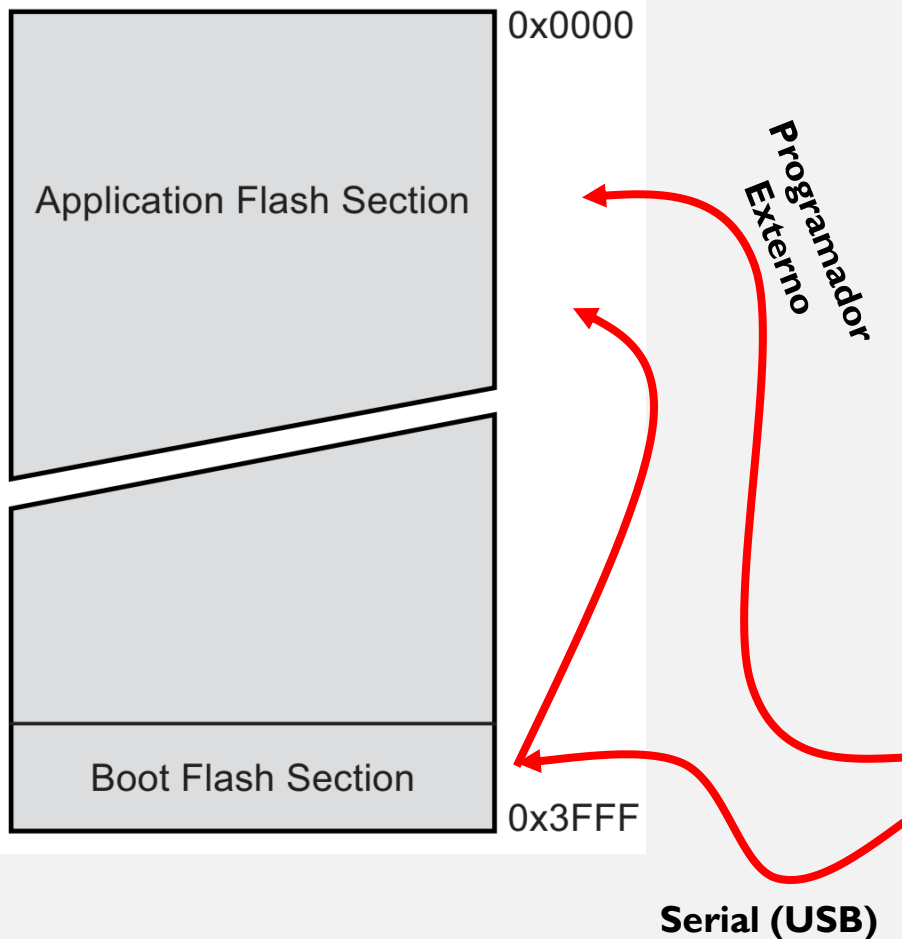 0x0000
Application Flash Section
Programador
Externo
Boot Flash Section
0x3FFF
Serial (USB)